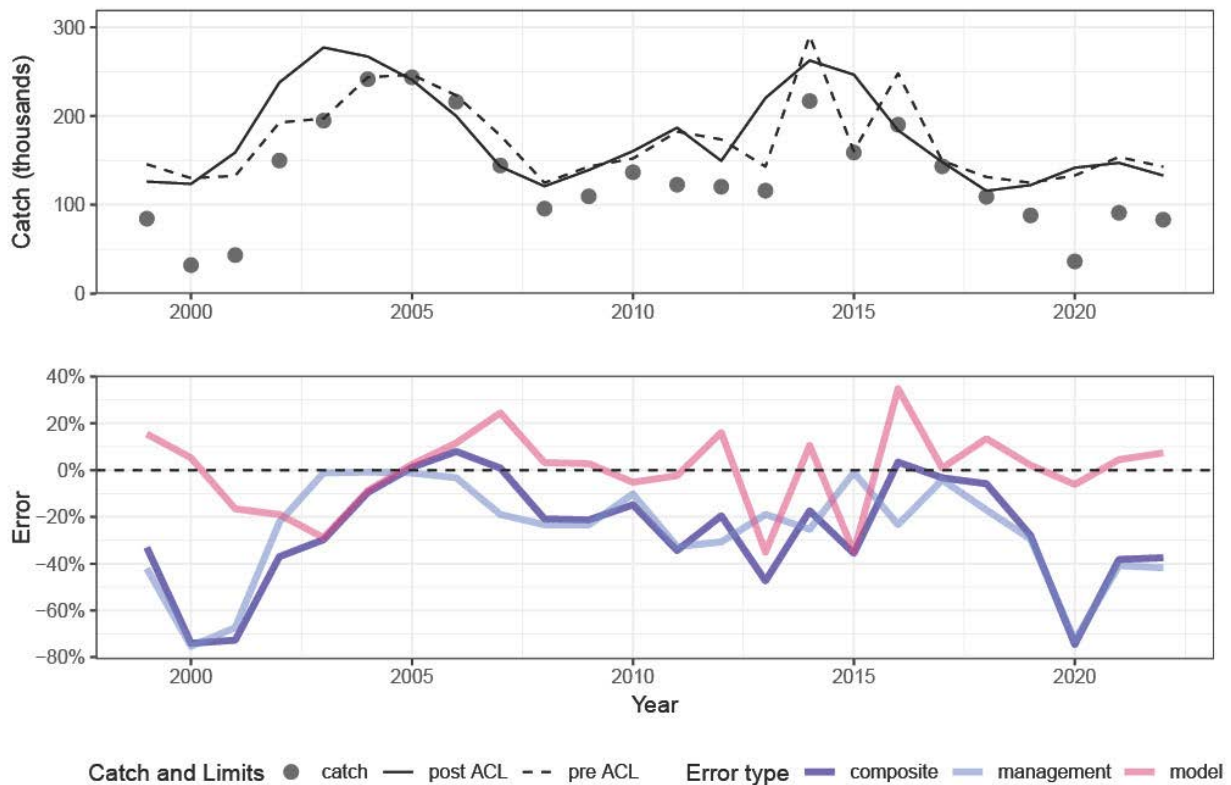 Catch (thousands)
300
200
100
0
2000 2005 2010 2015 2020
Error
40%
20%
0%
−20%
−40%
−60%
−80%
2000 2005 2010 2015 2020
Year
Catch and Limits catch post ACL pre ACL Error type composite management model